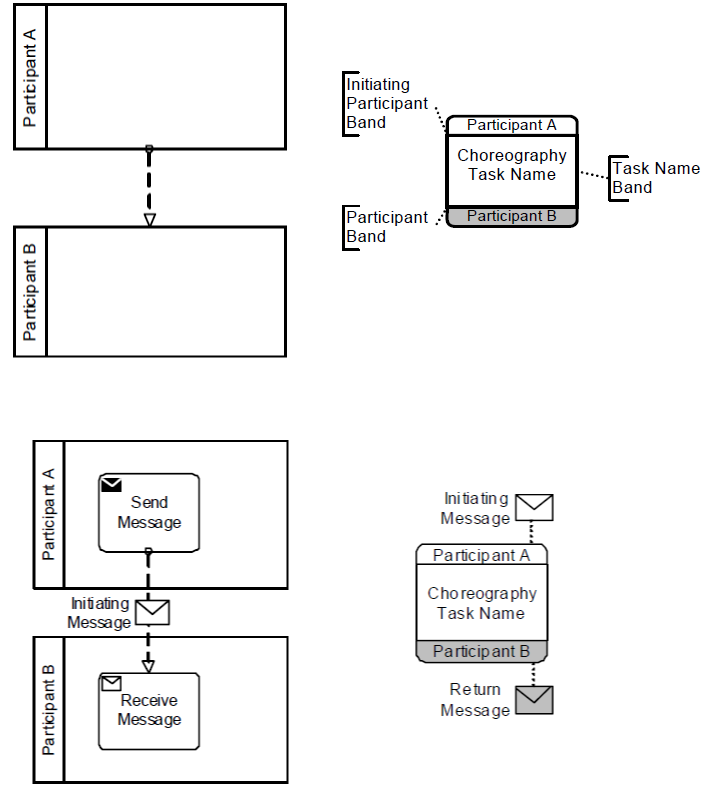 Participant A
Participant B
Initiating
Participant
Band
Participant A
Choreography
Task Name
Participant B
Task Name
Band
Participant
Band
Participant A
Send
Message
Initiating
Message
Participant B
Receive
Message
Initiating
Message
Participant A
Choreography
Task Name
Participant B
Return
Message